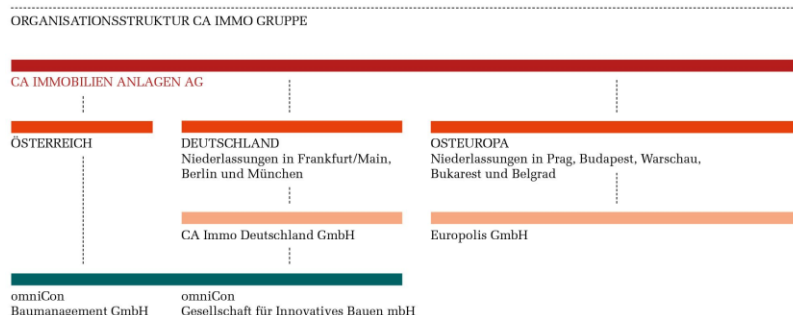 ORGANISATIONSSTRUKTUR CA IMMO GRUPPE
CA IMMOBILIEN ANLAGEN AG
ÖSTERREICH
DEUTSCHLAND
Niederlassungen in Frankfurt/Main,
Berlin und München
OSTEUROPA
Niederlassungen in Prag, Budapest, Warschau,
Bukarest und Belgrad
CA Immo Deutschland GmbH
Europolis GmbH
omniCon
Baumanagement GmbH
omniCon
Gesellschaft für Innovatives Bauen mbH